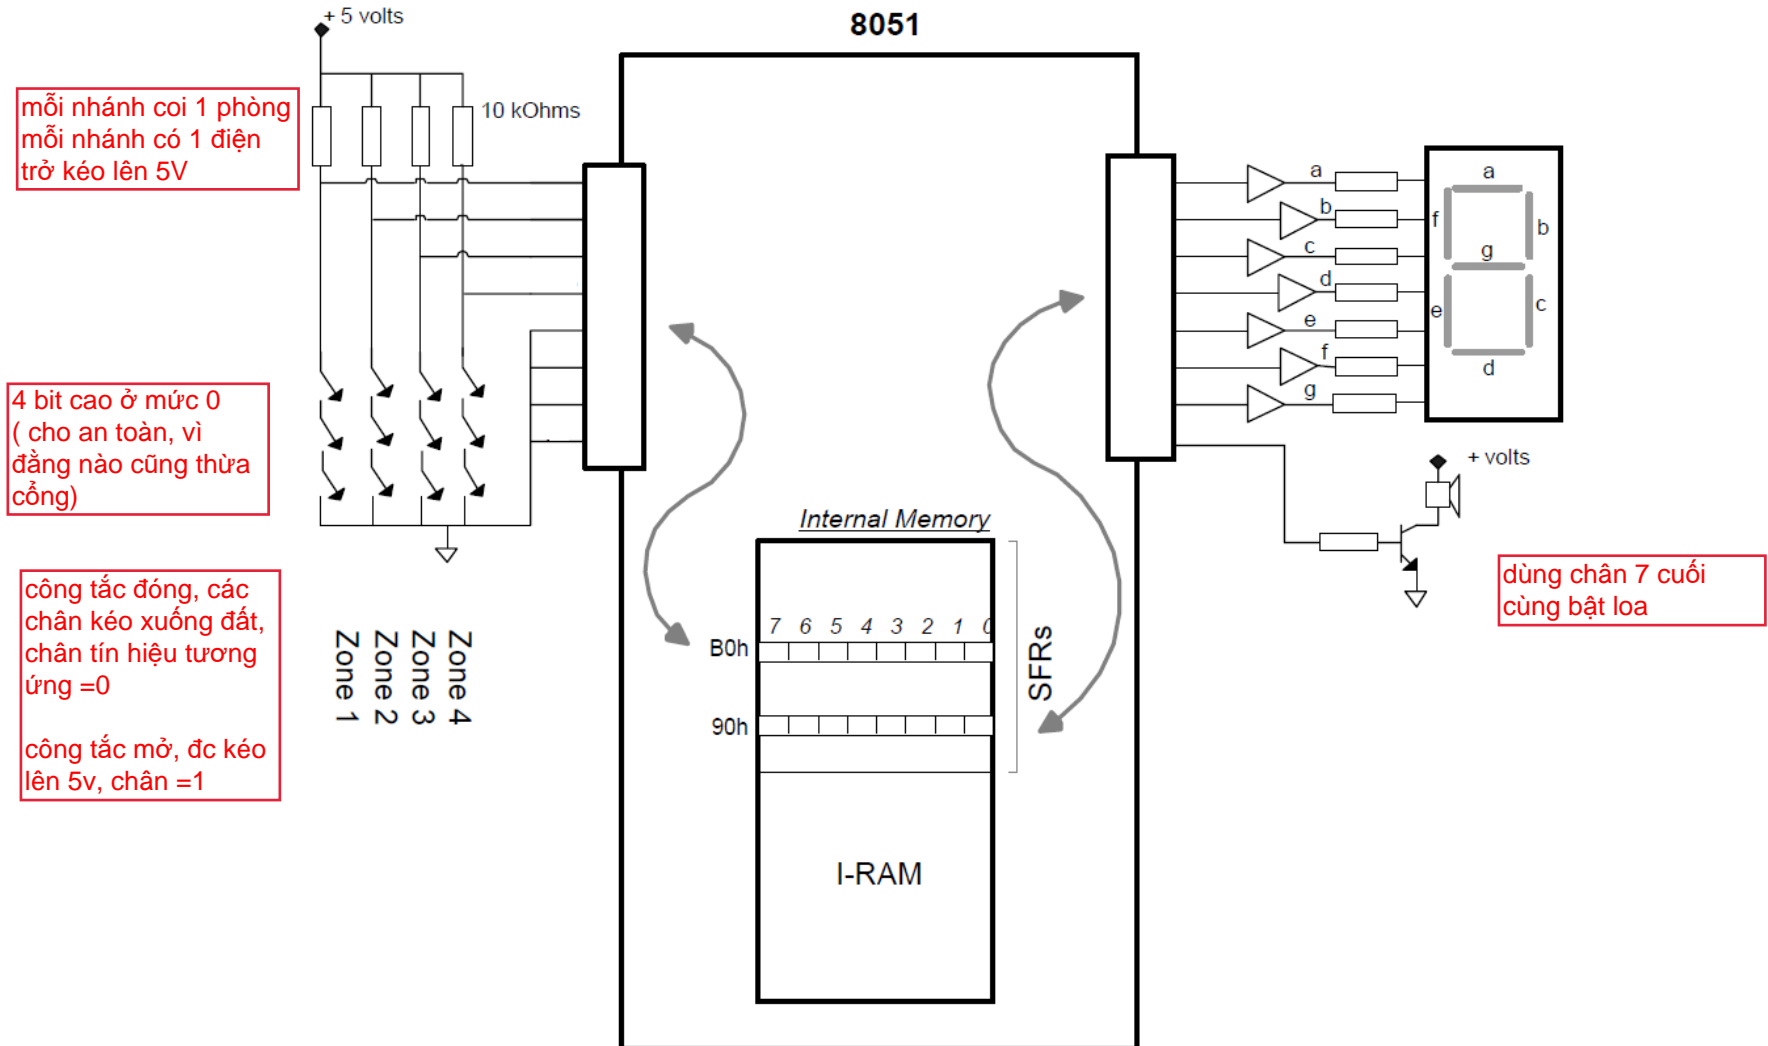 + 5 volts
8051
mỗi nhánh coi 1 phòng
mỗi nhánh có 1 điện
trở kéo lên 5V
10 kOhms
4 bit cao ở mức 0
( cho an toàn, vì
đằng nào cũng thừa
cổng)
công tắc đóng, các
chân kéo xuống đất,
chân tín hiệu tương
ứng =0
công tắc mở, đc kéo
lên 5v, chân =1
Zone 1
Zone 2
Zone 3
Zone 4
Internal Memory
7 6 5 4 3 2 1 0
B0h
90h
SFRs
I-RAM
a
b
c
d
e
f
g
a
f
b
g
e
c
d
+ volts
dùng chân 7 cuối
cùng bật loa